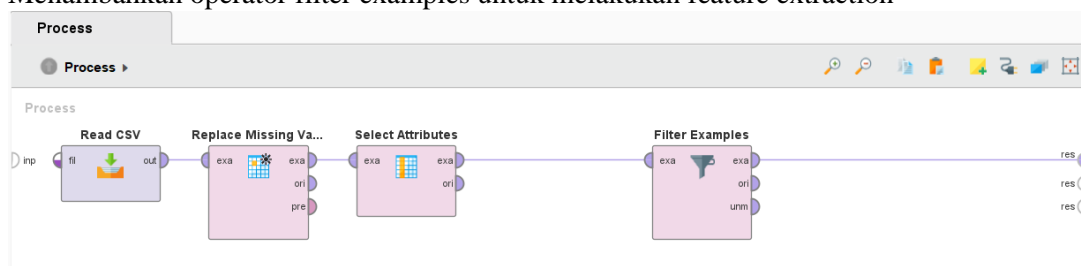 Menambahkan operator filter examples untuk melakukan feature extraction
Process
Process
Process
Read CSV
Replace Missing Va...
Select Attributes
Filter Examples
inp
fil
out
exa
exa
exa
exa
exa
exa
res
ori
ori
ori
res
pre
unm
res